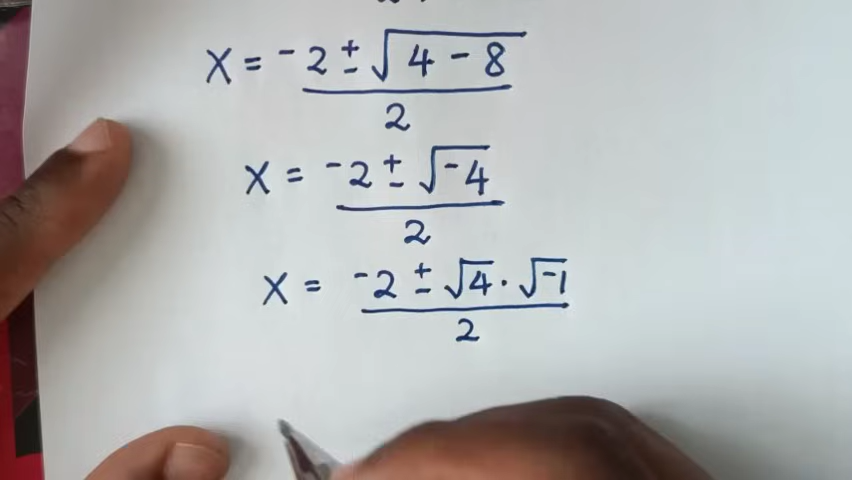 x = -2 ± √4 - 8
2
x = -2 ± √-4
2
x = -2 ± √4 · √-1
2